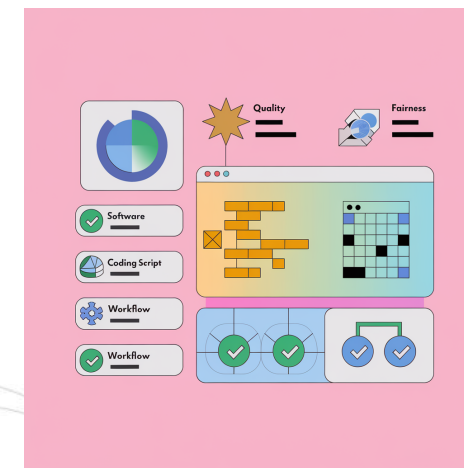 Quality
Fairness
Software
Coding Script
Workflow
Workflow